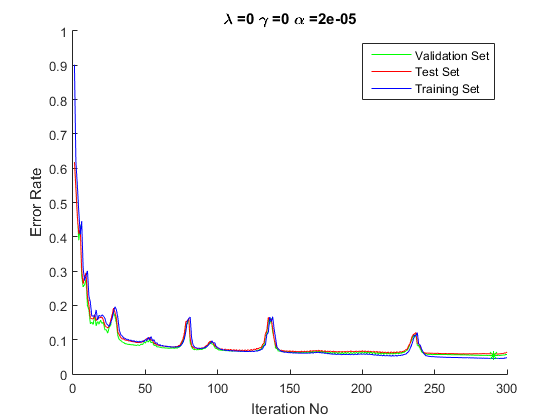 λ =0 γ =0 α =2e-05
Validation Set
Test Set
Training Set
1
0.9
0.8
0.7
0.6
0.5
0.4
0.3
0.2
0.1
0
Error Rate
0 50 100 150 200 250 300
Iteration No